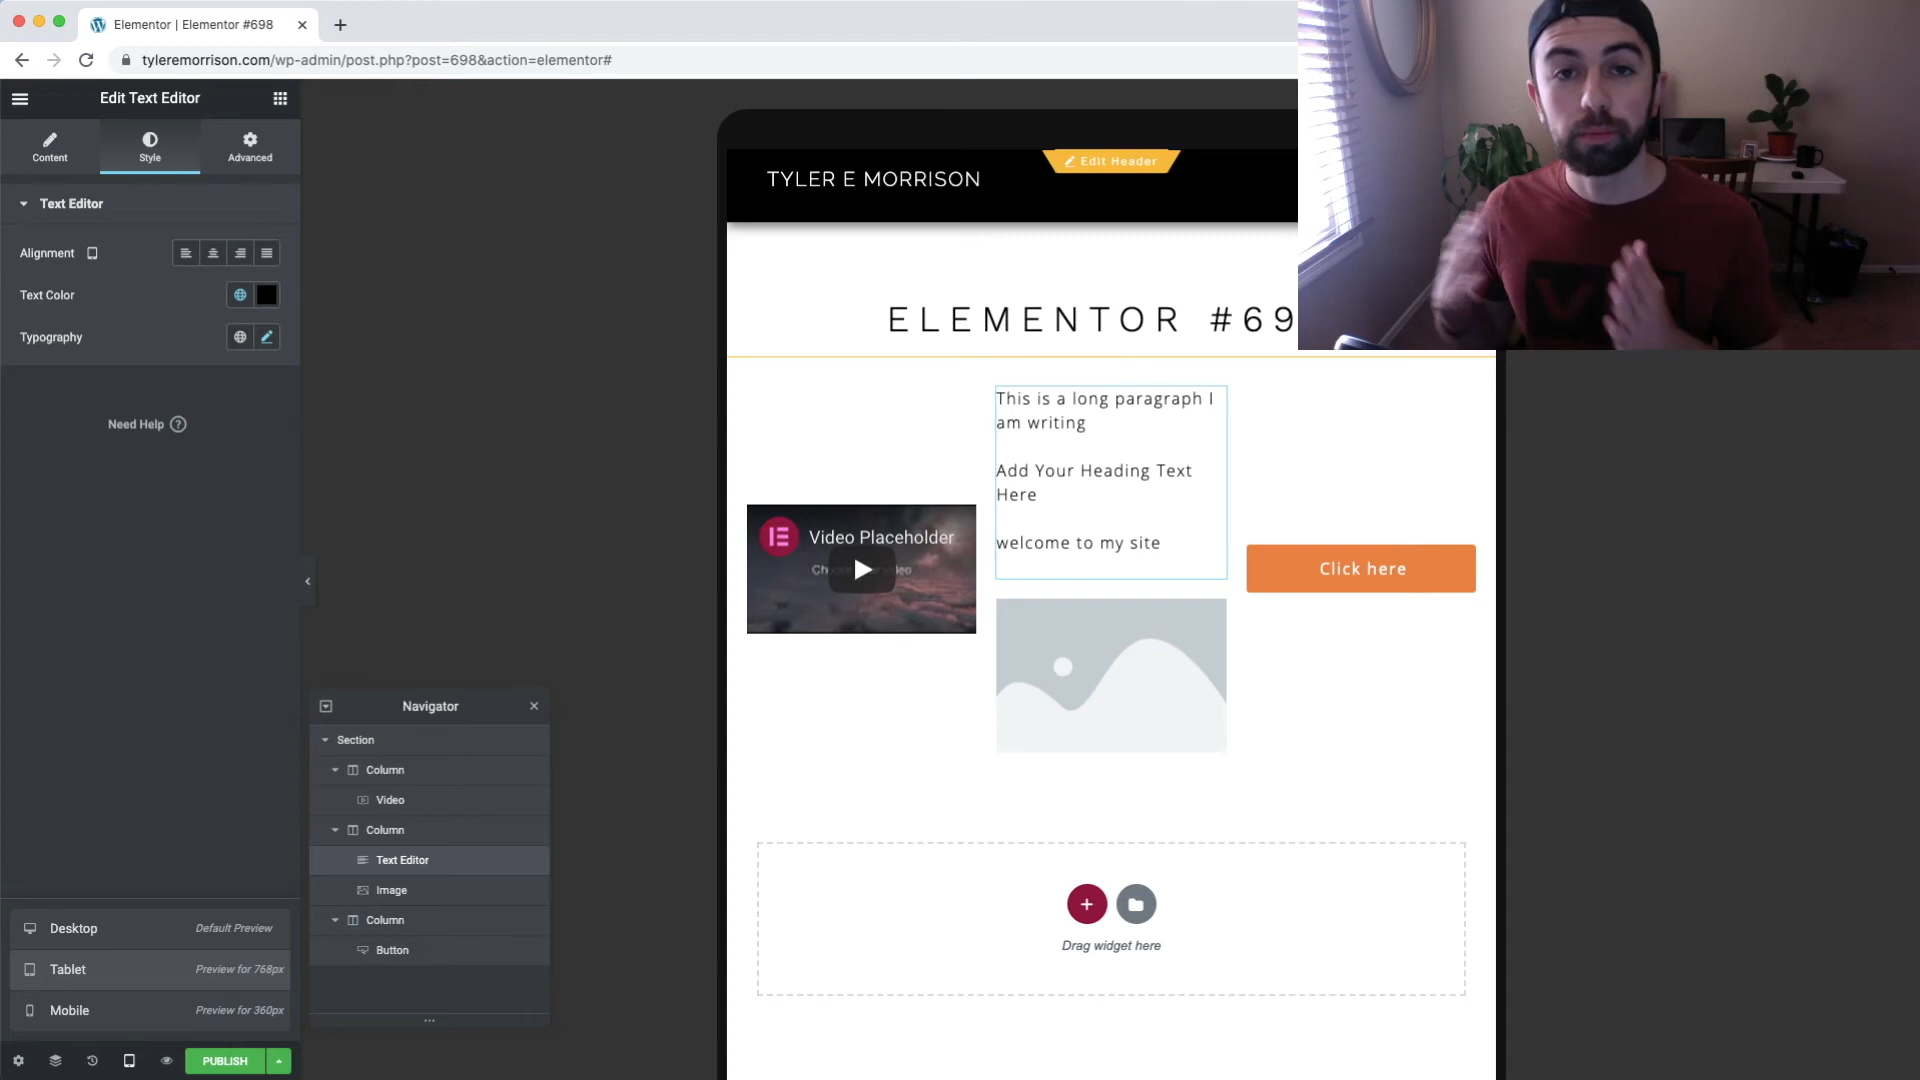 Elementor | Elementor #698
tyleremorrison.com/wp-admin/post.php?post=698&action=elementor#
Edit Text Editor
Content
Style
Advanced
Text Editor
Alignment
Text Color
Typography
Need Help ?
Navigator
Section
Column
Video
Column
Text Editor
Image
Column
Button
Desktop Default Preview
Tablet Preview for 768px
Mobile Preview for 360px
PUBLISH
Edit Header
TYLER E MORRISON
ELEMENTOR #69
This is a long paragraph I
am writing
Add Your Heading Text
Here
welcome to my site
Video Placeholder
Click here
Drag widget here